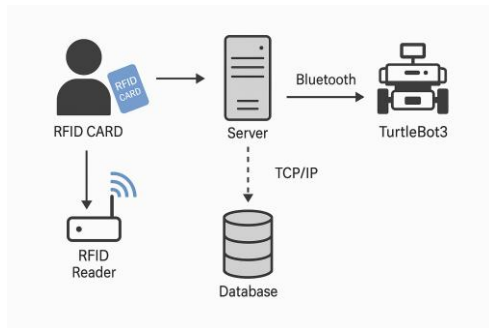 RFID
CARD
RFID CARD
Server
Bluetooth
TurtleBot3
TCP/IP
RFID
Reader
Database